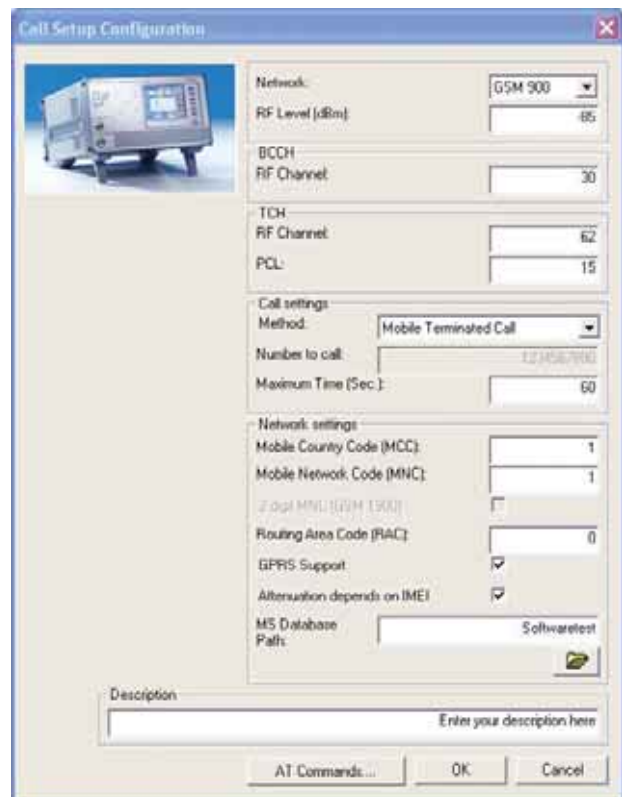 Call Setup Configuration
Network: GSM 900
RF Level (dBm): -85
BCCH
RF Channel: 30
TCH
RF Channel: 62
PCL: 15
Call settings
Method: Mobile Terminated Call
Number to call:
Maximum Time (Sec.): 60
Network settings
Mobile Country Code (MCC): 1
Mobile Network Code (MNC): 1
2 digit MNC (GSM 1900)
Routing Area Code (RAC): 0
GPRS Support
Attenuation depends on IMEI
MS Database Path: Softwaretest
Description
Enter your description here
AT Commands...
OK
Cancel